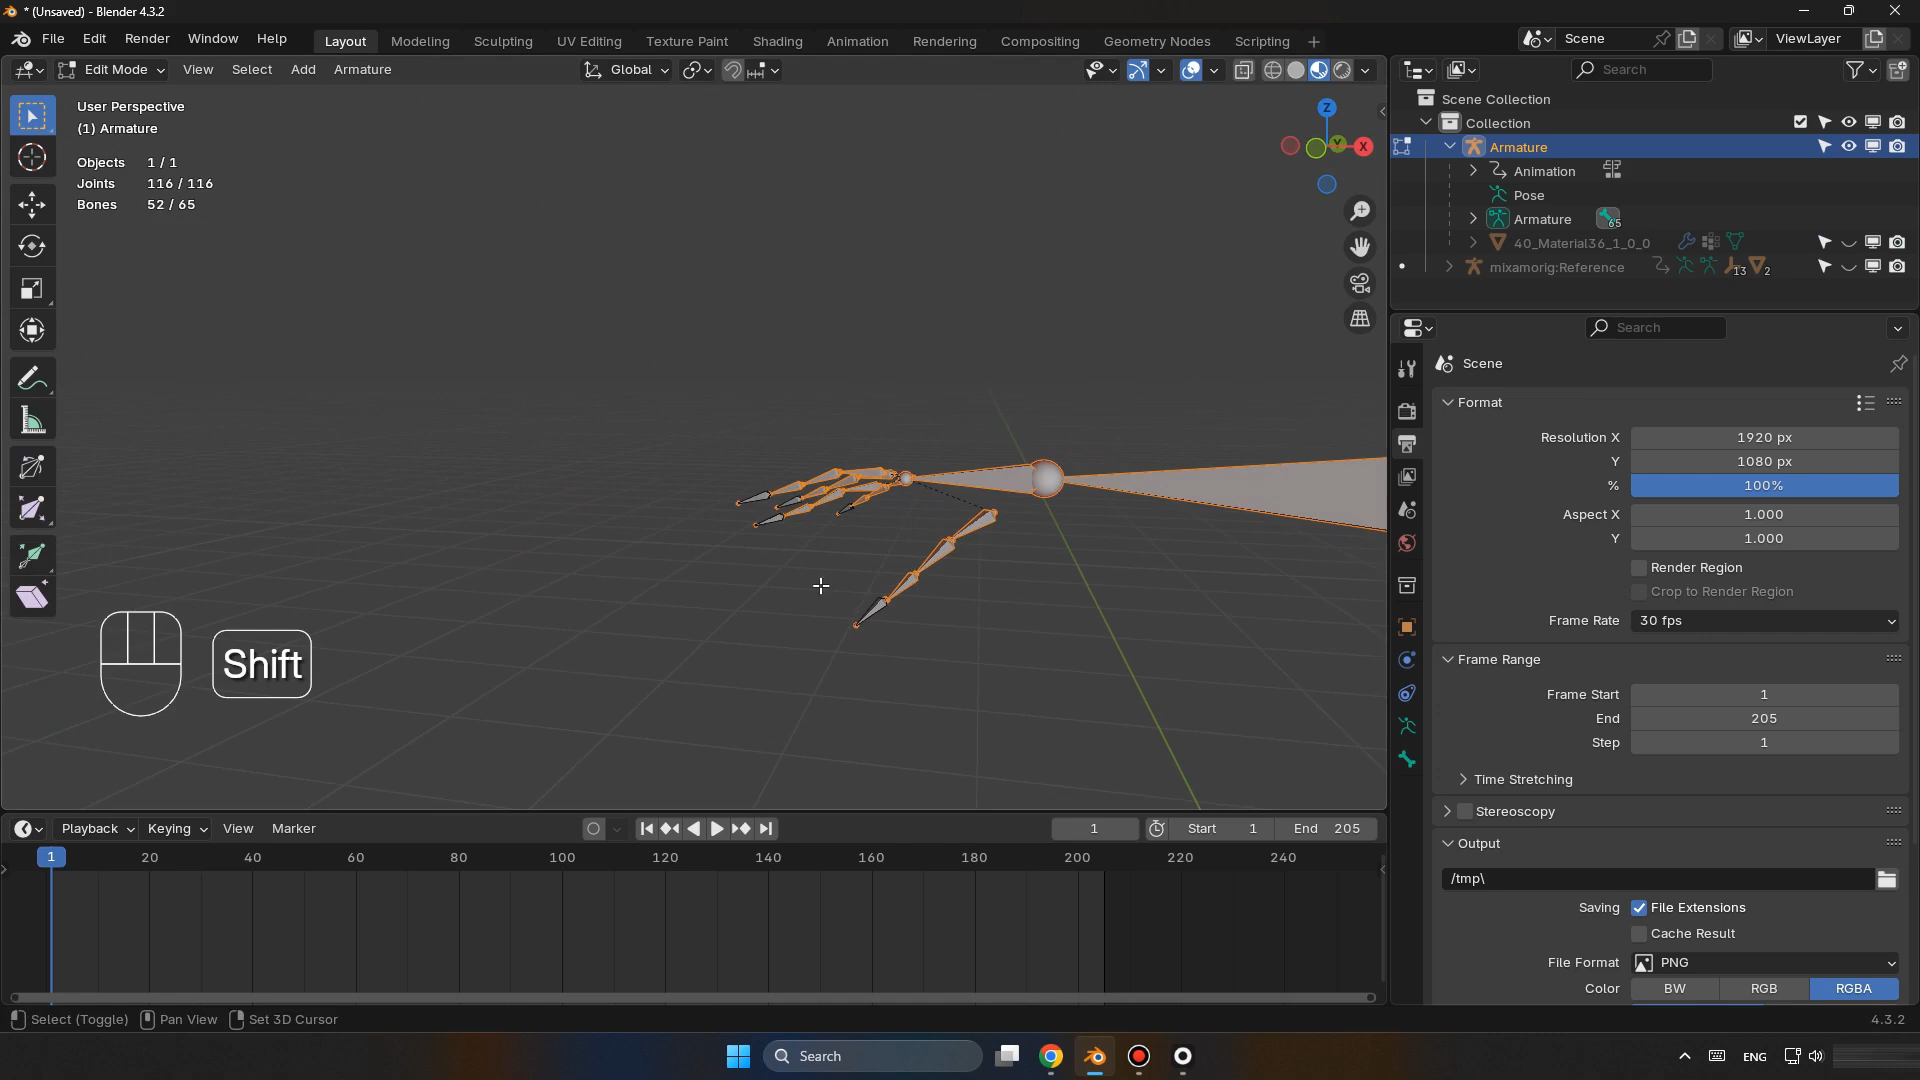 * (Unsaved) - Blender 4.3.2
File Edit Render Window Help
Layout Modeling Sculpting UV Editing Texture Paint Shading Animation Rendering Compositing Geometry Nodes Scripting +
Scene
ViewLayer
Edit Mode View Select Add Armature
Global
User Perspective
(1) Armature
Objects 1 / 1
Joints 116 / 116
Bones 52 / 65
Z
Y
X
Shift
Search
Scene Collection
Collection
Armature
Animation
Pose
Armature 65
40_Material36_1_0_0
mixamorig:Reference 13 2
Search
Scene
Format
Resolution X 1920 px
Y 1080 px
% 100%
Aspect X 1.000
Y 1.000
Render Region
Crop to Render Region
Frame Rate 30 fps
Frame Range
Frame Start 1
End 205
Step 1
Time Stretching
Stereoscopy
Output
/tmp\
Saving File Extensions
Cache Result
File Format PNG
Color BW RGB RGBA
Playback Keying View Marker
1
Start 1
End 205
1 20 40 60 80 100 120 140 160 180 200 220 240
Select (Toggle) Pan View Set 3D Cursor
4.3.2
Search
ENG